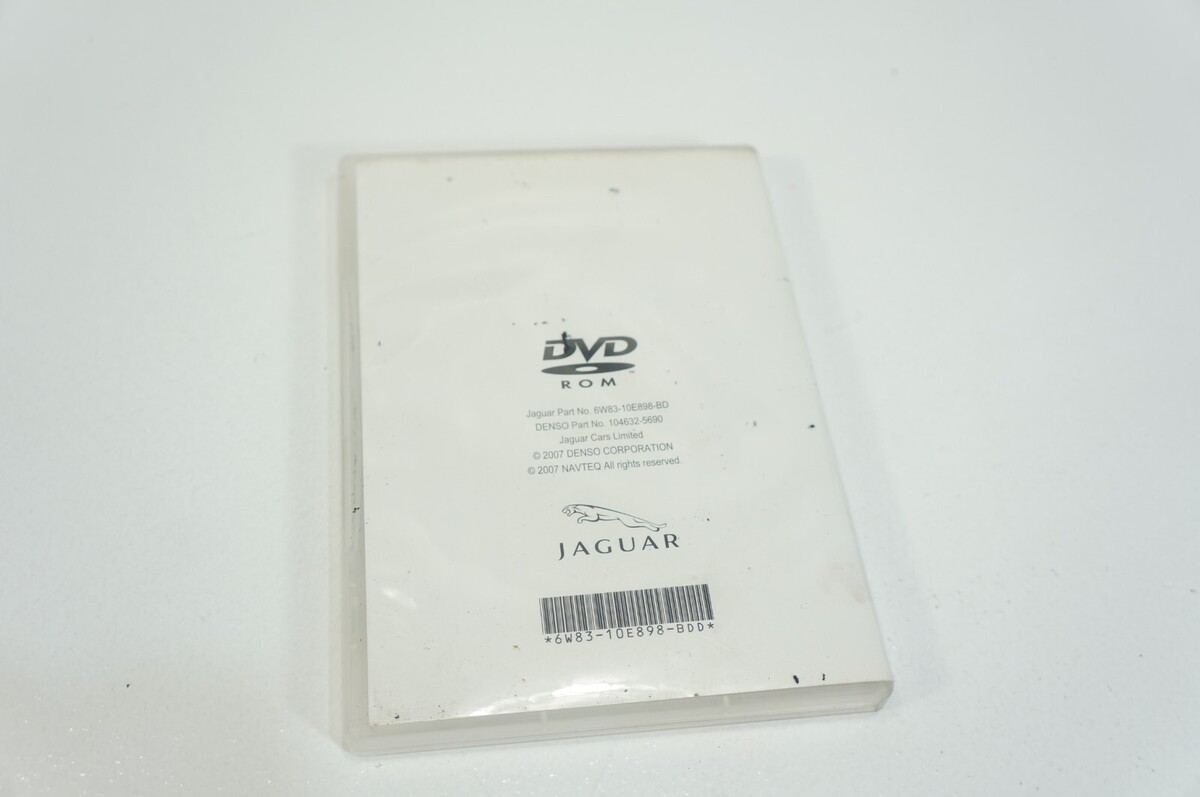 DVD
ROM
Jaguar Part No. 6W83-10E898-BD
DENSO Part No. 104632-5690
Jaguar Cars Limited
© 2007 DENSO CORPORATION
© 2007 NAVTEQ All rights reserved.
JAGUAR
*6W83-10E898-BDD*